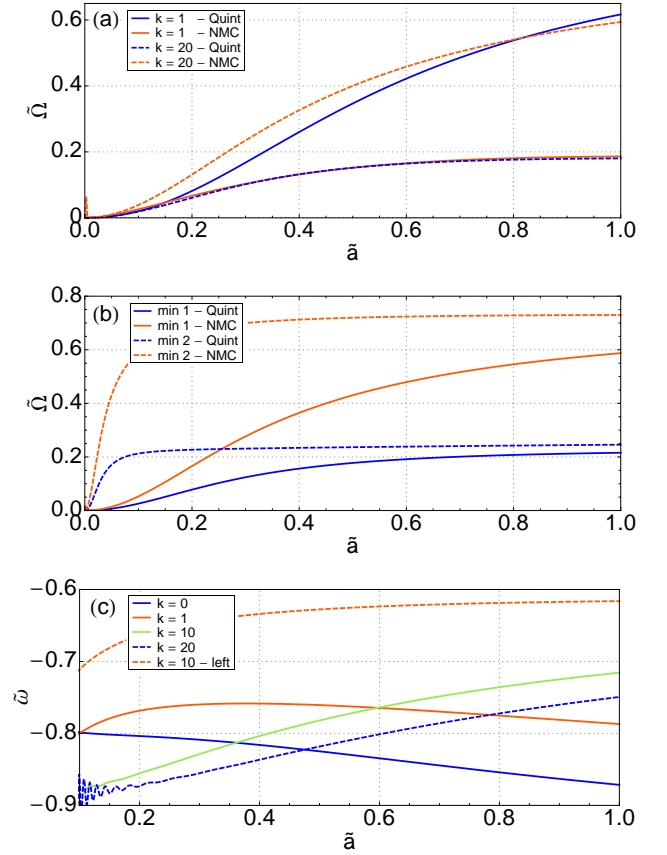 (a)
k = 1 – Quint
k = 1 – NMC
k = 20 – Quint
k = 20 – NMC
0.6
0.4
0.2
0
Ω̃
0.0 0.2 0.4 0.6 0.8 1.0
ã
(b)
min 1 – Quint
min 1 – NMC
min 2 – Quint
min 2 – NMC
0.8
0.6
0.4
0.2
0.0
Ω̃
0.0 0.2 0.4 0.6 0.8 1.0
ã
(c)
k = 0
k = 1
k = 10
k = 20
k = 10 – left
−0.6
−0.7
−0.8
−0.9
ω̃
0.2 0.4 0.6 0.8 1.0
ã